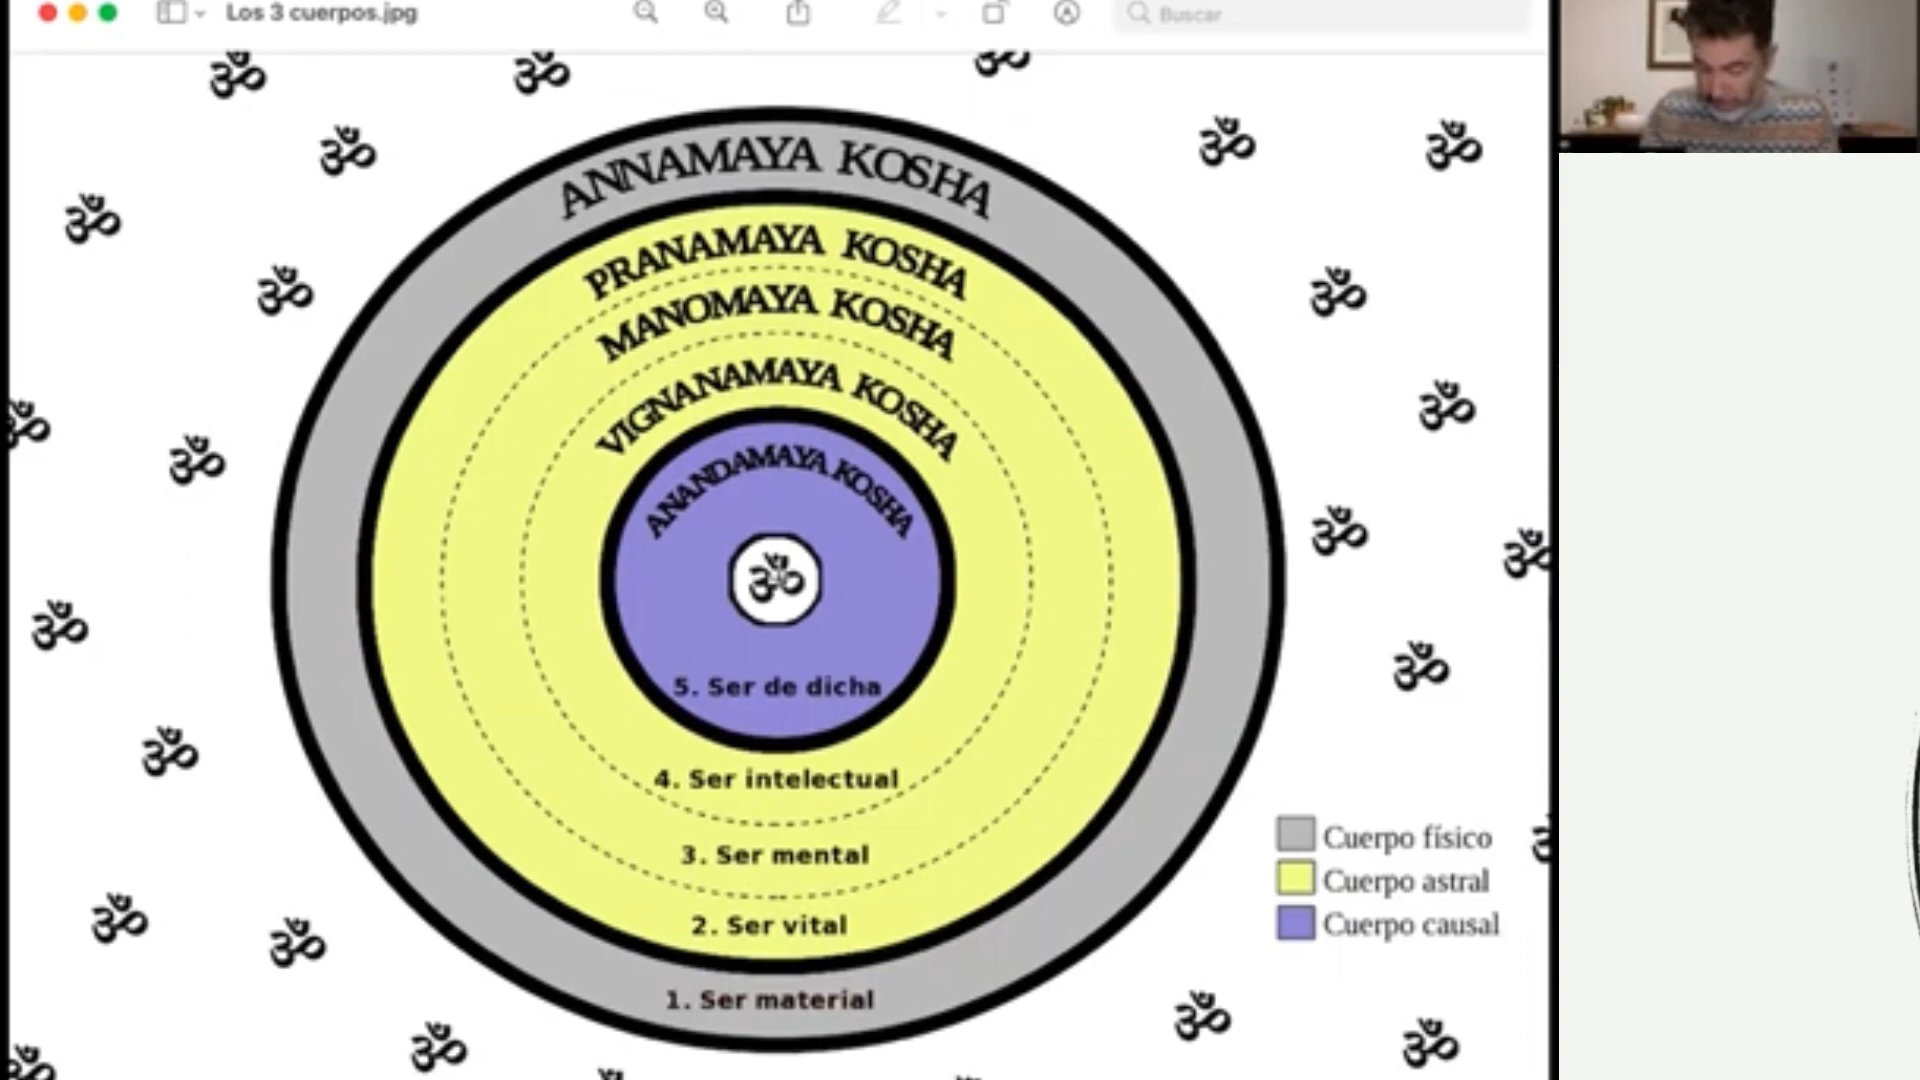 Los 3 cuerpos.jpg
Buscar
ANNAMAYA KOSHA
PRANAMAYA KOSHA
MANOMAYA KOSHA
VIGNANAMAYA KOSHA
ANANDAMAYA KOSHA
ॐ
5. Ser de dicha
4. Ser intelectual
3. Ser mental
2. Ser vital
1. Ser material
Cuerpo físico
Cuerpo astral
Cuerpo causal